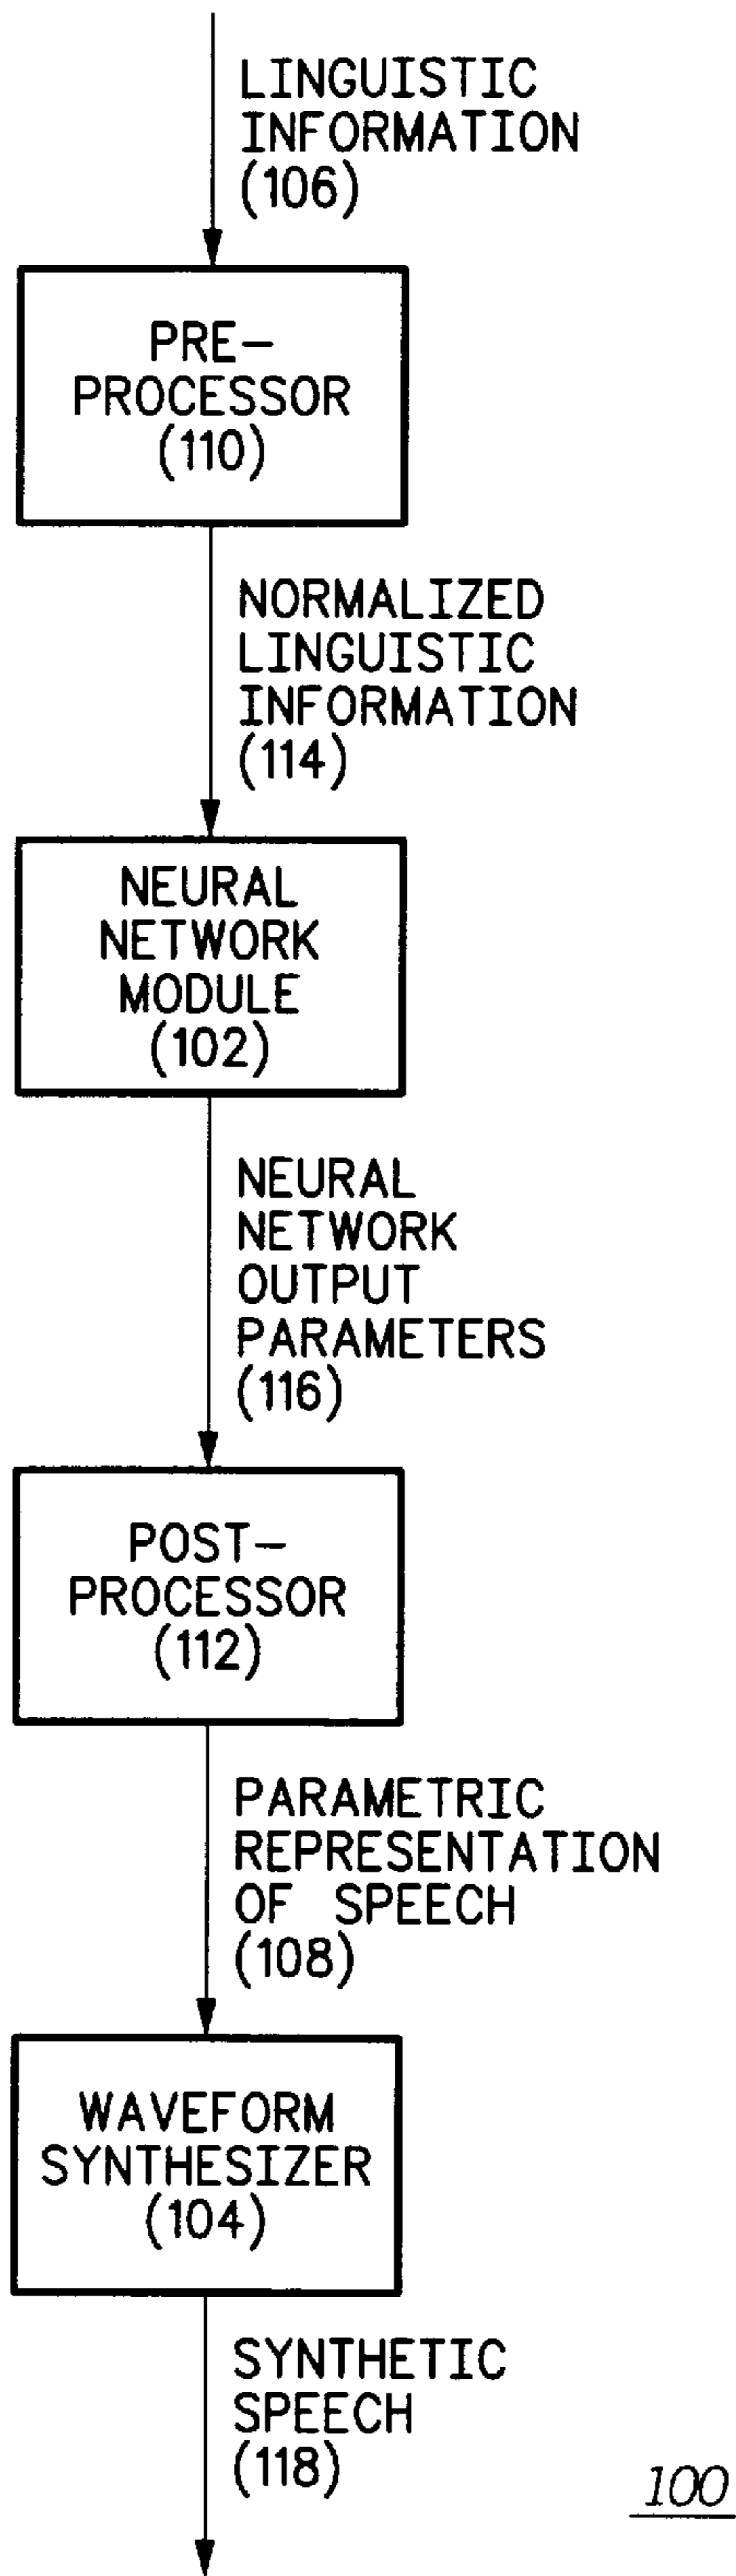 LINGUISTIC
INFORMATION
(106)
PRE-
PROCESSOR
(110)
NORMALIZED
LINGUISTIC
INFORMATION
(114)
NEURAL
NETWORK
MODULE
(102)
NEURAL
NETWORK
OUTPUT
PARAMETERS
(116)
POST-
PROCESSOR
(112)
PARAMETRIC
REPRESENTATION
OF SPEECH
(108)
WAVEFORM
SYNTHESIZER
(104)
SYNTHETIC
SPEECH
(118)
100